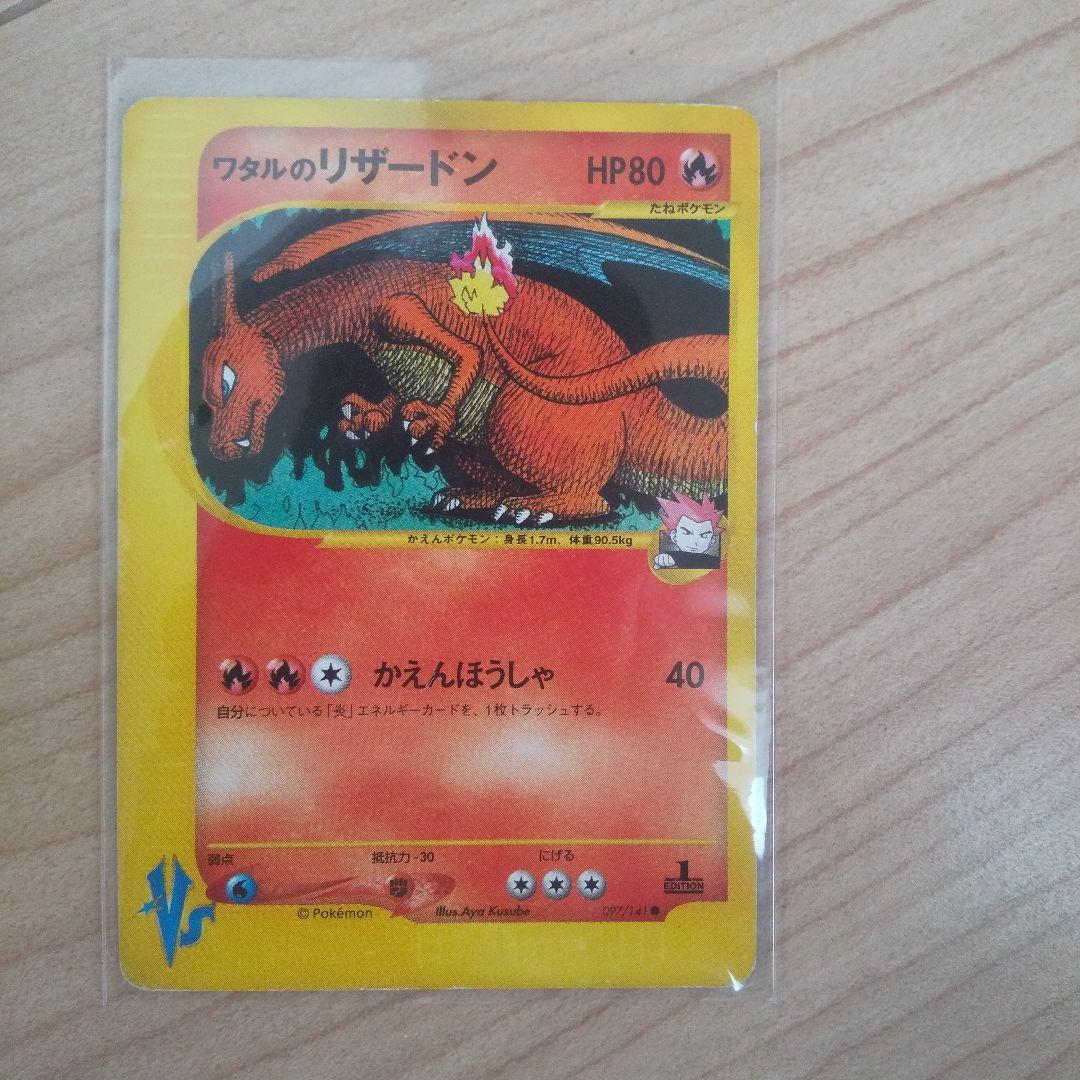 ワタルのリザードン HP80
たねポケモン
かえんポケモン：身長1.7m、体重90.5kg
かえんほうしゃ 40
自分についている「炎」エネルギーカードを、1枚トラッシュする。
弱点 抵抗力-30 にげる
1
EDITION
© Pokémon Illus.Aya Kusube 097/141●
VS